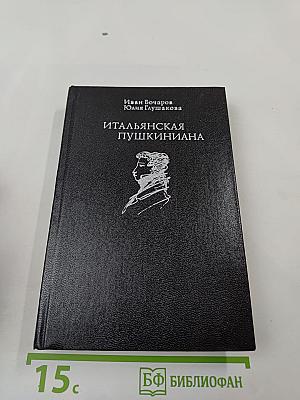 Иван Бочаров
Юлия Глушакова
ИТАЛЬЯНСКАЯ
ПУШКИНИАНА
15с
БФ БИБЛИОФАН